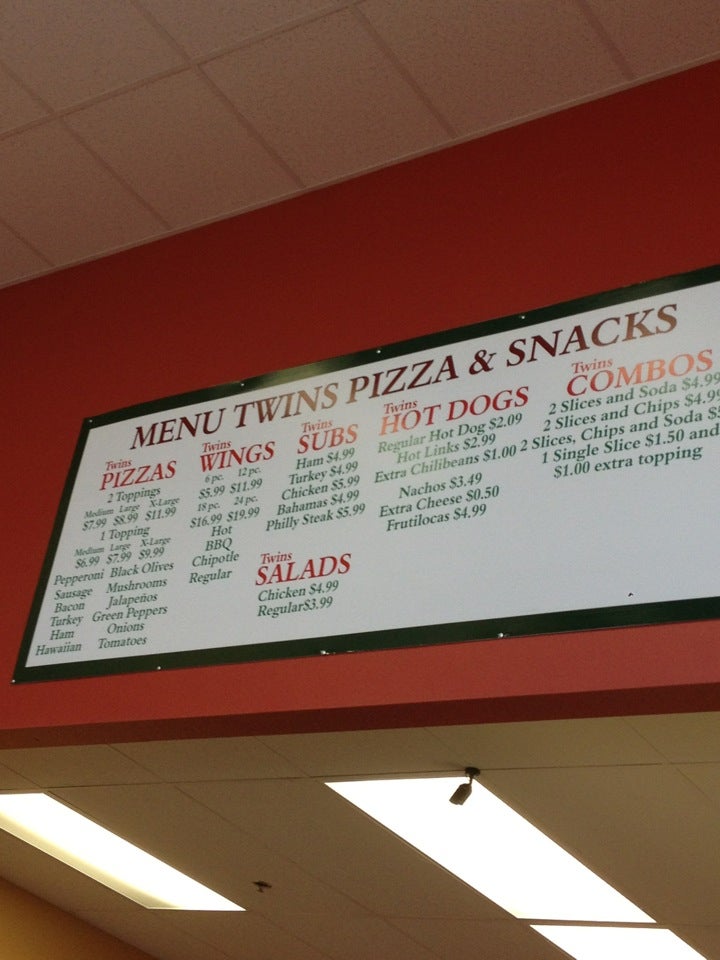 MENU TWINS PIZZA & SNACKS
Twins
PIZZAS
2 Toppings
Medium Large X-Large
$7.99 $8.99 $11.99
1 Topping
Medium Large X-Large
$6.99 $7.99 $9.99
Pepperoni Black Olives
Sausage Mushrooms
Bacon Jalapeños
Turkey Green Peppers
Ham Onions
Hawaiian Tomatoes
Twins
WINGS
6 pc. 12 pc.
$5.99 $11.99
18 pc. 24 pc.
$16.99 $19.99
Hot
BBQ
Chipotle
Regular
Twins
SUBS
Ham $4.99
Turkey $4.99
Chicken $5.99
Bahamas $4.99
Philly Steak $5.99
Twins
SALADS
Chicken $4.99
Regular$3.99
Twins
HOT DOGS
Regular Hot Dog $2.09
Hot Links $2.99
Extra Chilibeans $1.00
Nachos $3.49
Extra Cheese $0.50
Frutilocas $4.99
Twins
COMBOS
2 Slices and Soda $4.99
2 Slices and Chips $4.99
2 Slices, Chips and Soda
1 Single Slice $1.50 and
$1.00 extra topping